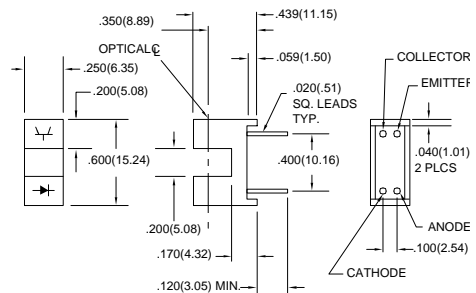 .350(8.89)
.439(11.15)
OPTICALC
.059(1.50)
COLLECTOR
.250(6.35)
EMITTER
.200(5.08)
.020(.51)
SQ. LEADS
TYP.
.040(1.01)
2 PLCS
.600(15.24)
.400(10.16)
.200(5.08)
ANODE
.170(4.32)
.100(2.54)
CATHODE
.120(3.05) MIN.